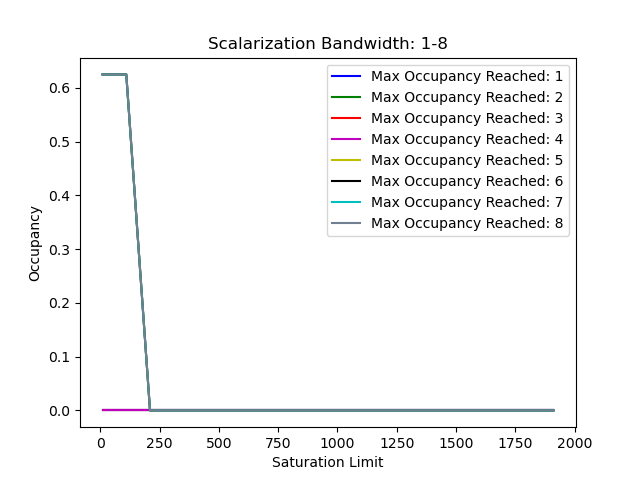 Scalarization Bandwidth: 1-8
Max Occupancy Reached: 1
Max Occupancy Reached: 2
Max Occupancy Reached: 3
Max Occupancy Reached: 4
Max Occupancy Reached: 5
Max Occupancy Reached: 6
Max Occupancy Reached: 7
Max Occupancy Reached: 8
Occupancy
0.6
0.5
0.4
0.3
0.2
0.1
0.0
0 250 500 750 1000 1250 1500 1750 2000
Saturation Limit